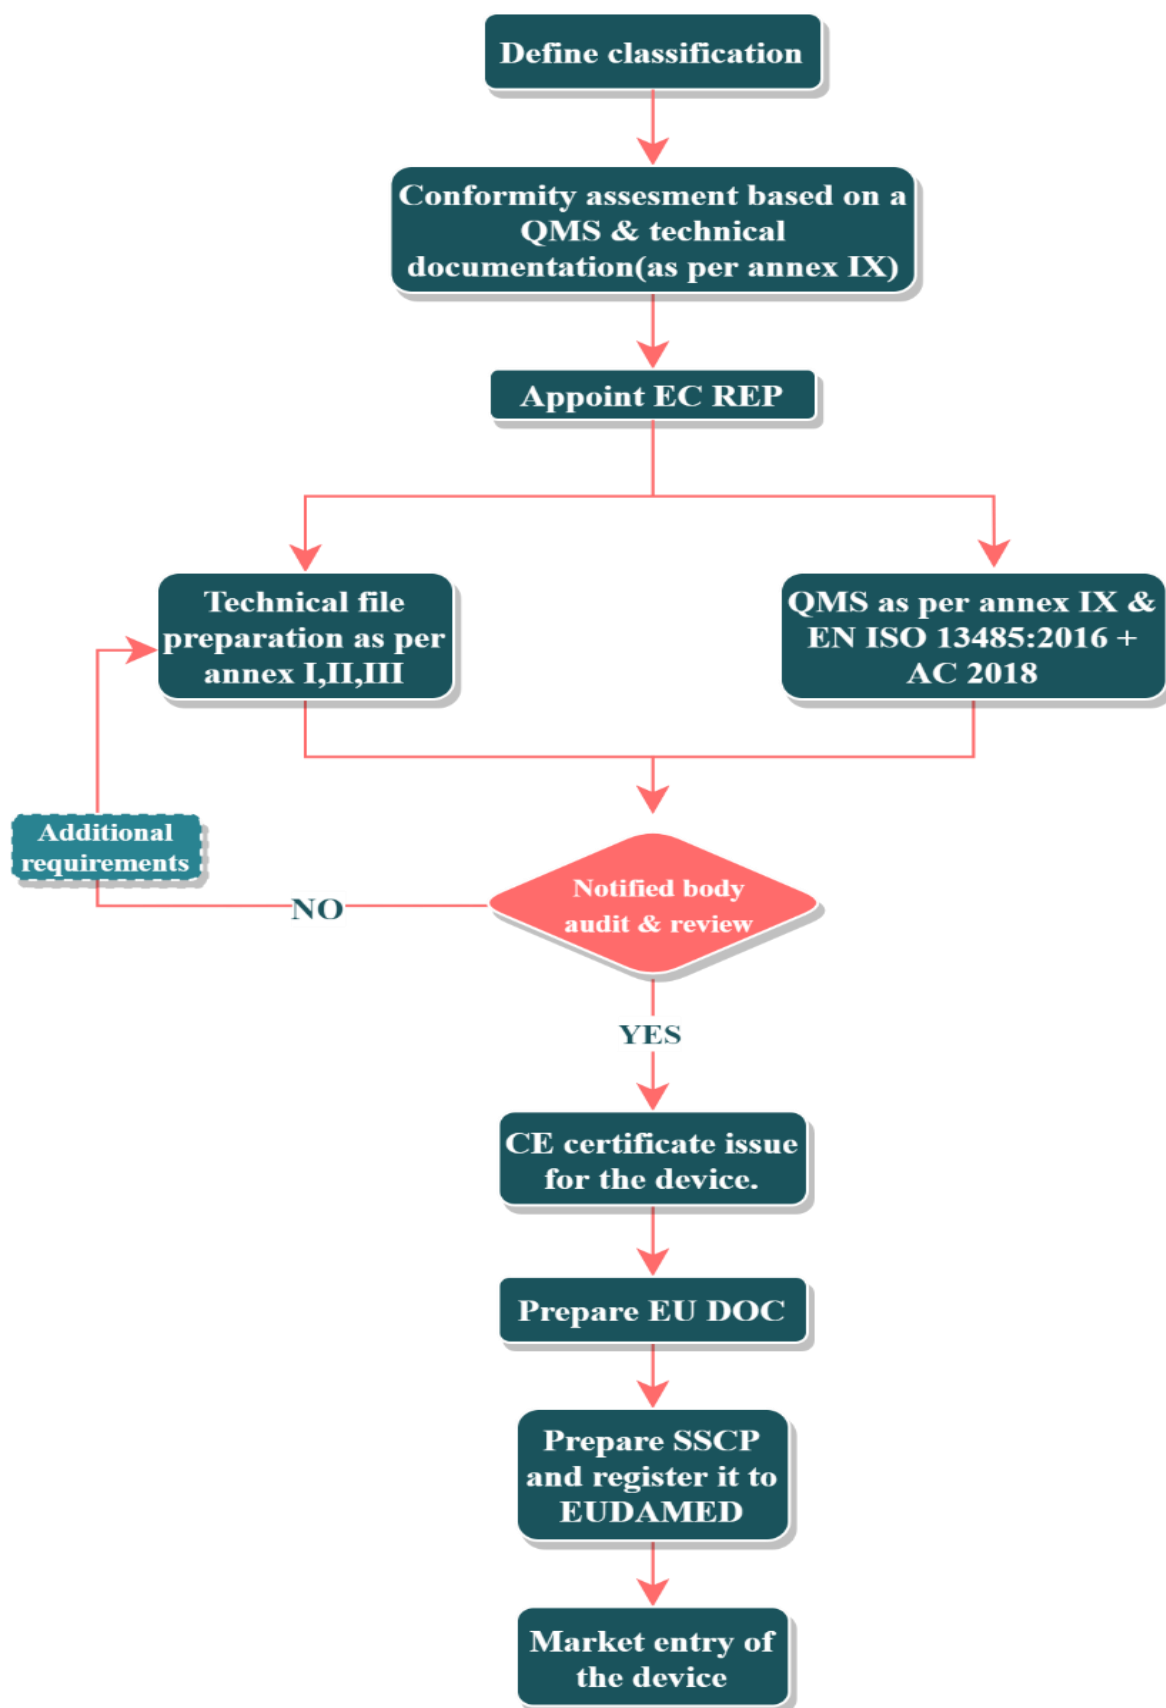 Define classification
Conformity assesment based on a
QMS & technical
documentation(as per annex IX)
Appoint EC REP
Technical file
preparation as per
annex I,II,III
QMS as per annex IX &
EN ISO 13485:2016 +
AC 2018
Additional
requirements
Notified body
audit & review
NO
YES
CE certificate issue
for the device.
Prepare EU DOC
Prepare SSCP
and register it to
EUDAMED
Market entry of
the device